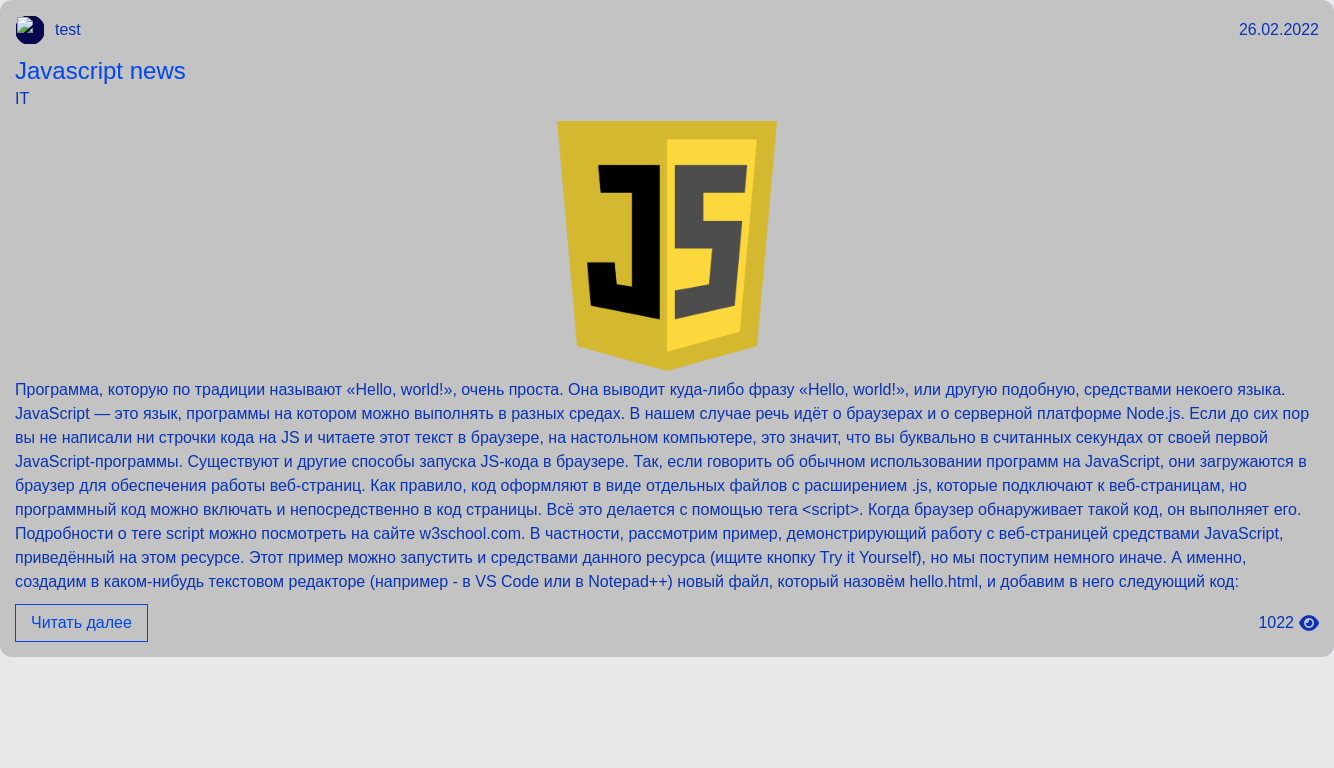 test
26.02.2022
Javascript news
IT
JS
Программа, которую по традиции называют «Hello, world!», очень проста. Она выводит куда-либо фразу «Hello, world!», или другую подобную, средствами некоего языка.
JavaScript — это язык, программы на котором можно выполнять в разных средах. В нашем случае речь идёт о браузерах и о серверной платформе Node.js. Если до сих пор
вы не написали ни строчки кода на JS и читаете этот текст в браузере, на настольном компьютере, это значит, что вы буквально в считанных секундах от своей первой
JavaScript-программы. Существуют и другие способы запуска JS-кода в браузере. Так, если говорить об обычном использовании программ на JavaScript, они загружаются в
браузер для обеспечения работы веб-страниц. Как правило, код оформляют в виде отдельных файлов с расширением .js, которые подключают к веб-страницам, но
программный код можно включать и непосредственно в код страницы. Всё это делается с помощью тега <script>. Когда браузер обнаруживает такой код, он выполняет его.
Подробности о теге script можно посмотреть на сайте w3school.com. В частности, рассмотрим пример, демонстрирующий работу с веб-страницей средствами JavaScript,
приведённый на этом ресурсе. Этот пример можно запустить и средствами данного ресурса (ищите кнопку Try it Yourself), но мы поступим немного иначе. А именно,
создадим в каком-нибудь текстовом редакторе (например - в VS Code или в Notepad++) новый файл, который назовём hello.html, и добавим в него следующий код:
Читать далее
1022